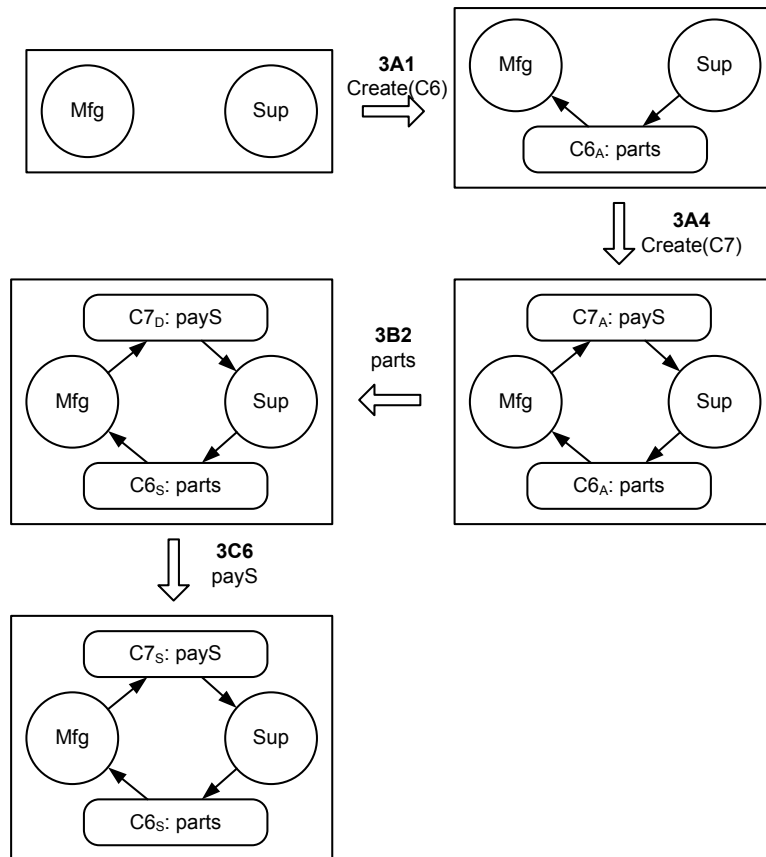 Mfg
Sup
3A1
Create(C6)
Mfg
Sup
C6A: parts
3A4
Create(C7)
C7D: payS
Mfg
Sup
C6S: parts
3B2
parts
C7A: payS
Mfg
Sup
C6A: parts
3C6
payS
C7S: payS
Mfg
Sup
C6S: parts